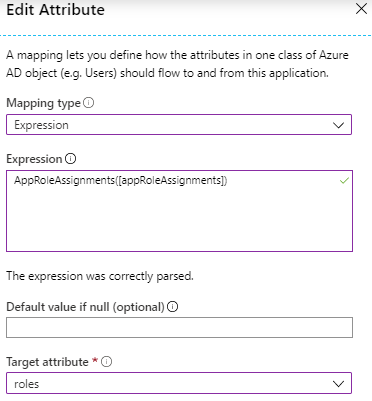 Edit Attribute
A mapping lets you define how the attributes in one class of Azure
AD object (e.g. Users) should flow to and from this application.
Mapping type
Expression
Expression
AppRoleAssignments([appRoleAssignments])
The expression was correctly parsed.
Default value if null (optional)
Target attribute *
roles